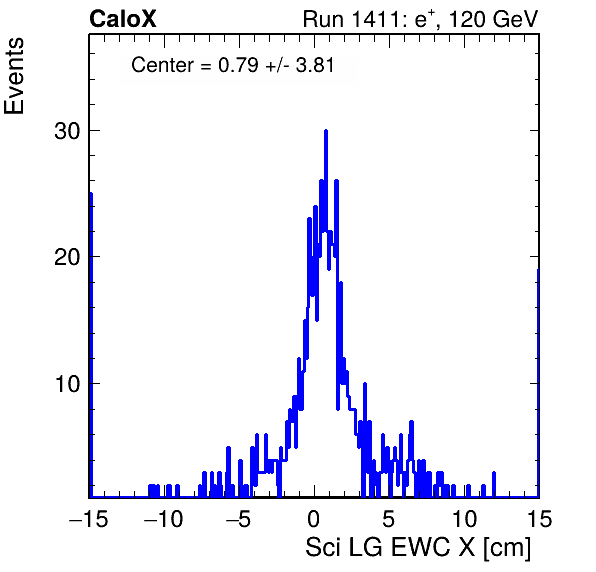 CaloX Run 1411: e⁺, 120 GeV
Events
Center = 0.79 +/- 3.81
30
20
10
−15 −10 −5 0 5 10 15
Sci LG EWC X [cm]